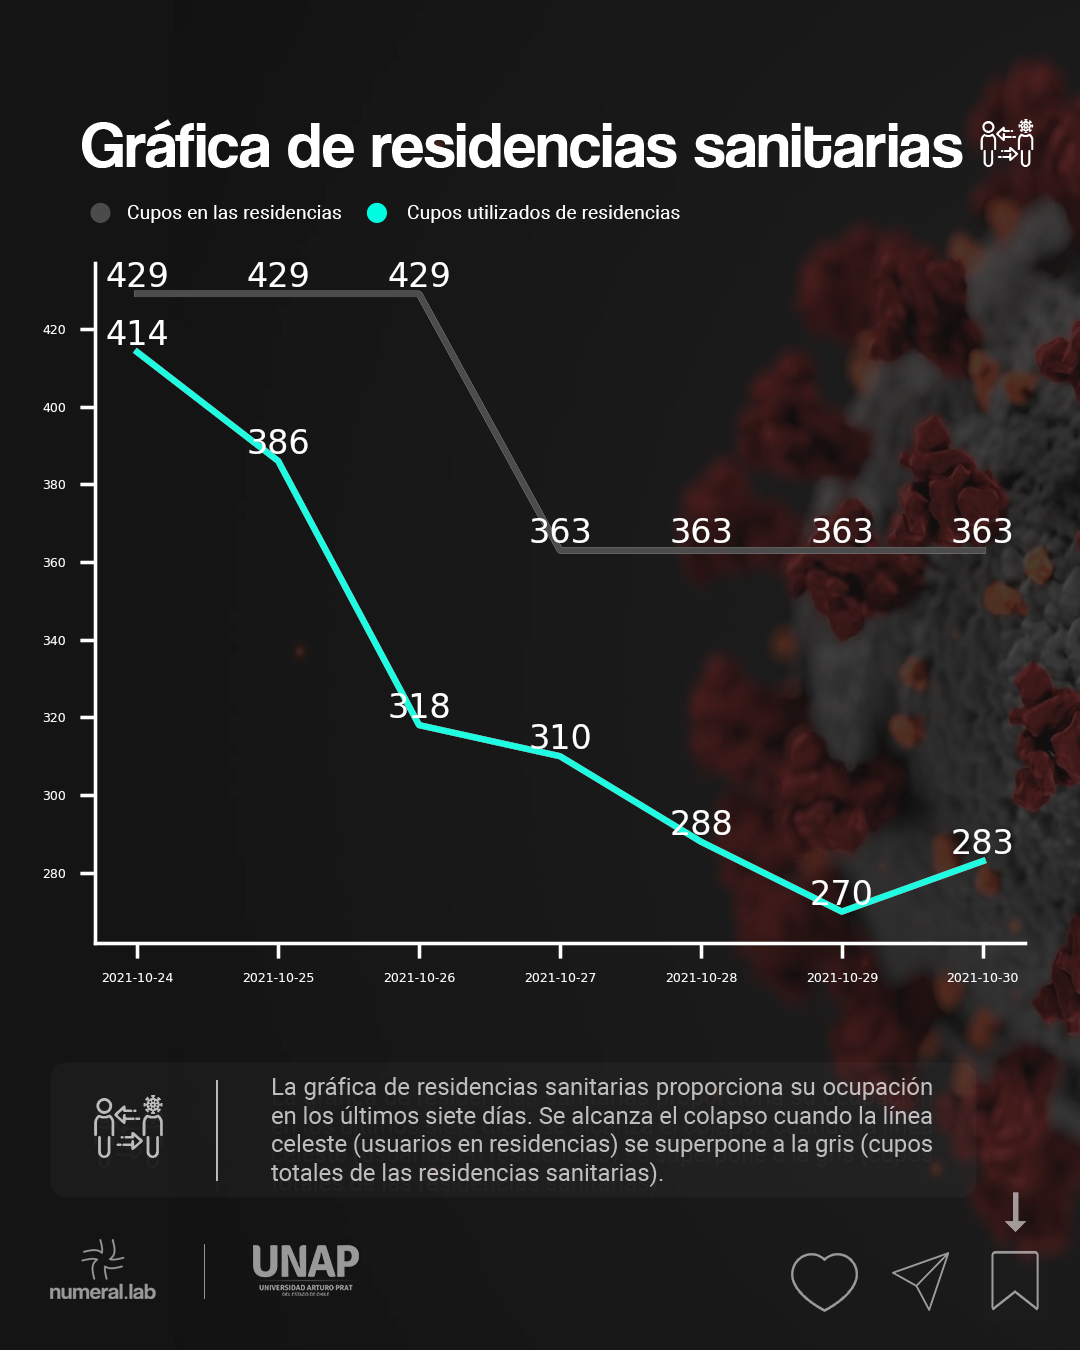 Gráfica de residencias sanitarias
Cupos en las residencias
Cupos utilizados de residencias
429
429
429
414
386
363
363
363
363
318
310
288
270
283
420
400
380
360
340
320
300
280
2021-10-24
2021-10-25
2021-10-26
2021-10-27
2021-10-28
2021-10-29
2021-10-30
La gráfica de residencias sanitarias proporciona su ocupación
en los últimos siete días. Se alcanza el colapso cuando la línea
celeste (usuarios en residencias) se superpone a la gris (cupos
totales de las residencias sanitarias).
numeral.lab
UNAP
UNIVERSIDAD ARTURO PRAT
DEL ESTADO DE CHILE